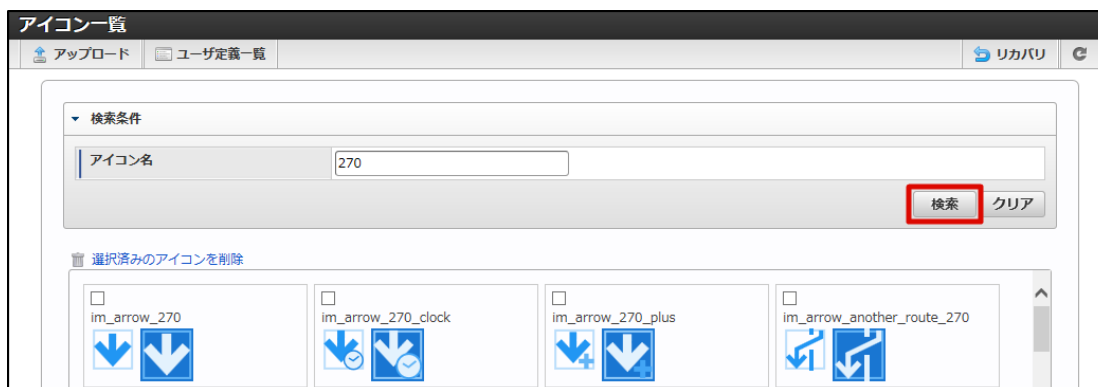 アイコン一覧
アップロード ユーザ定義一覧 リカバリ
検索条件
アイコン名 270
検索 クリア
選択済みのアイコンを削除
im_arrow_270 im_arrow_270_clock im_arrow_270_plus im_arrow_another_route_270